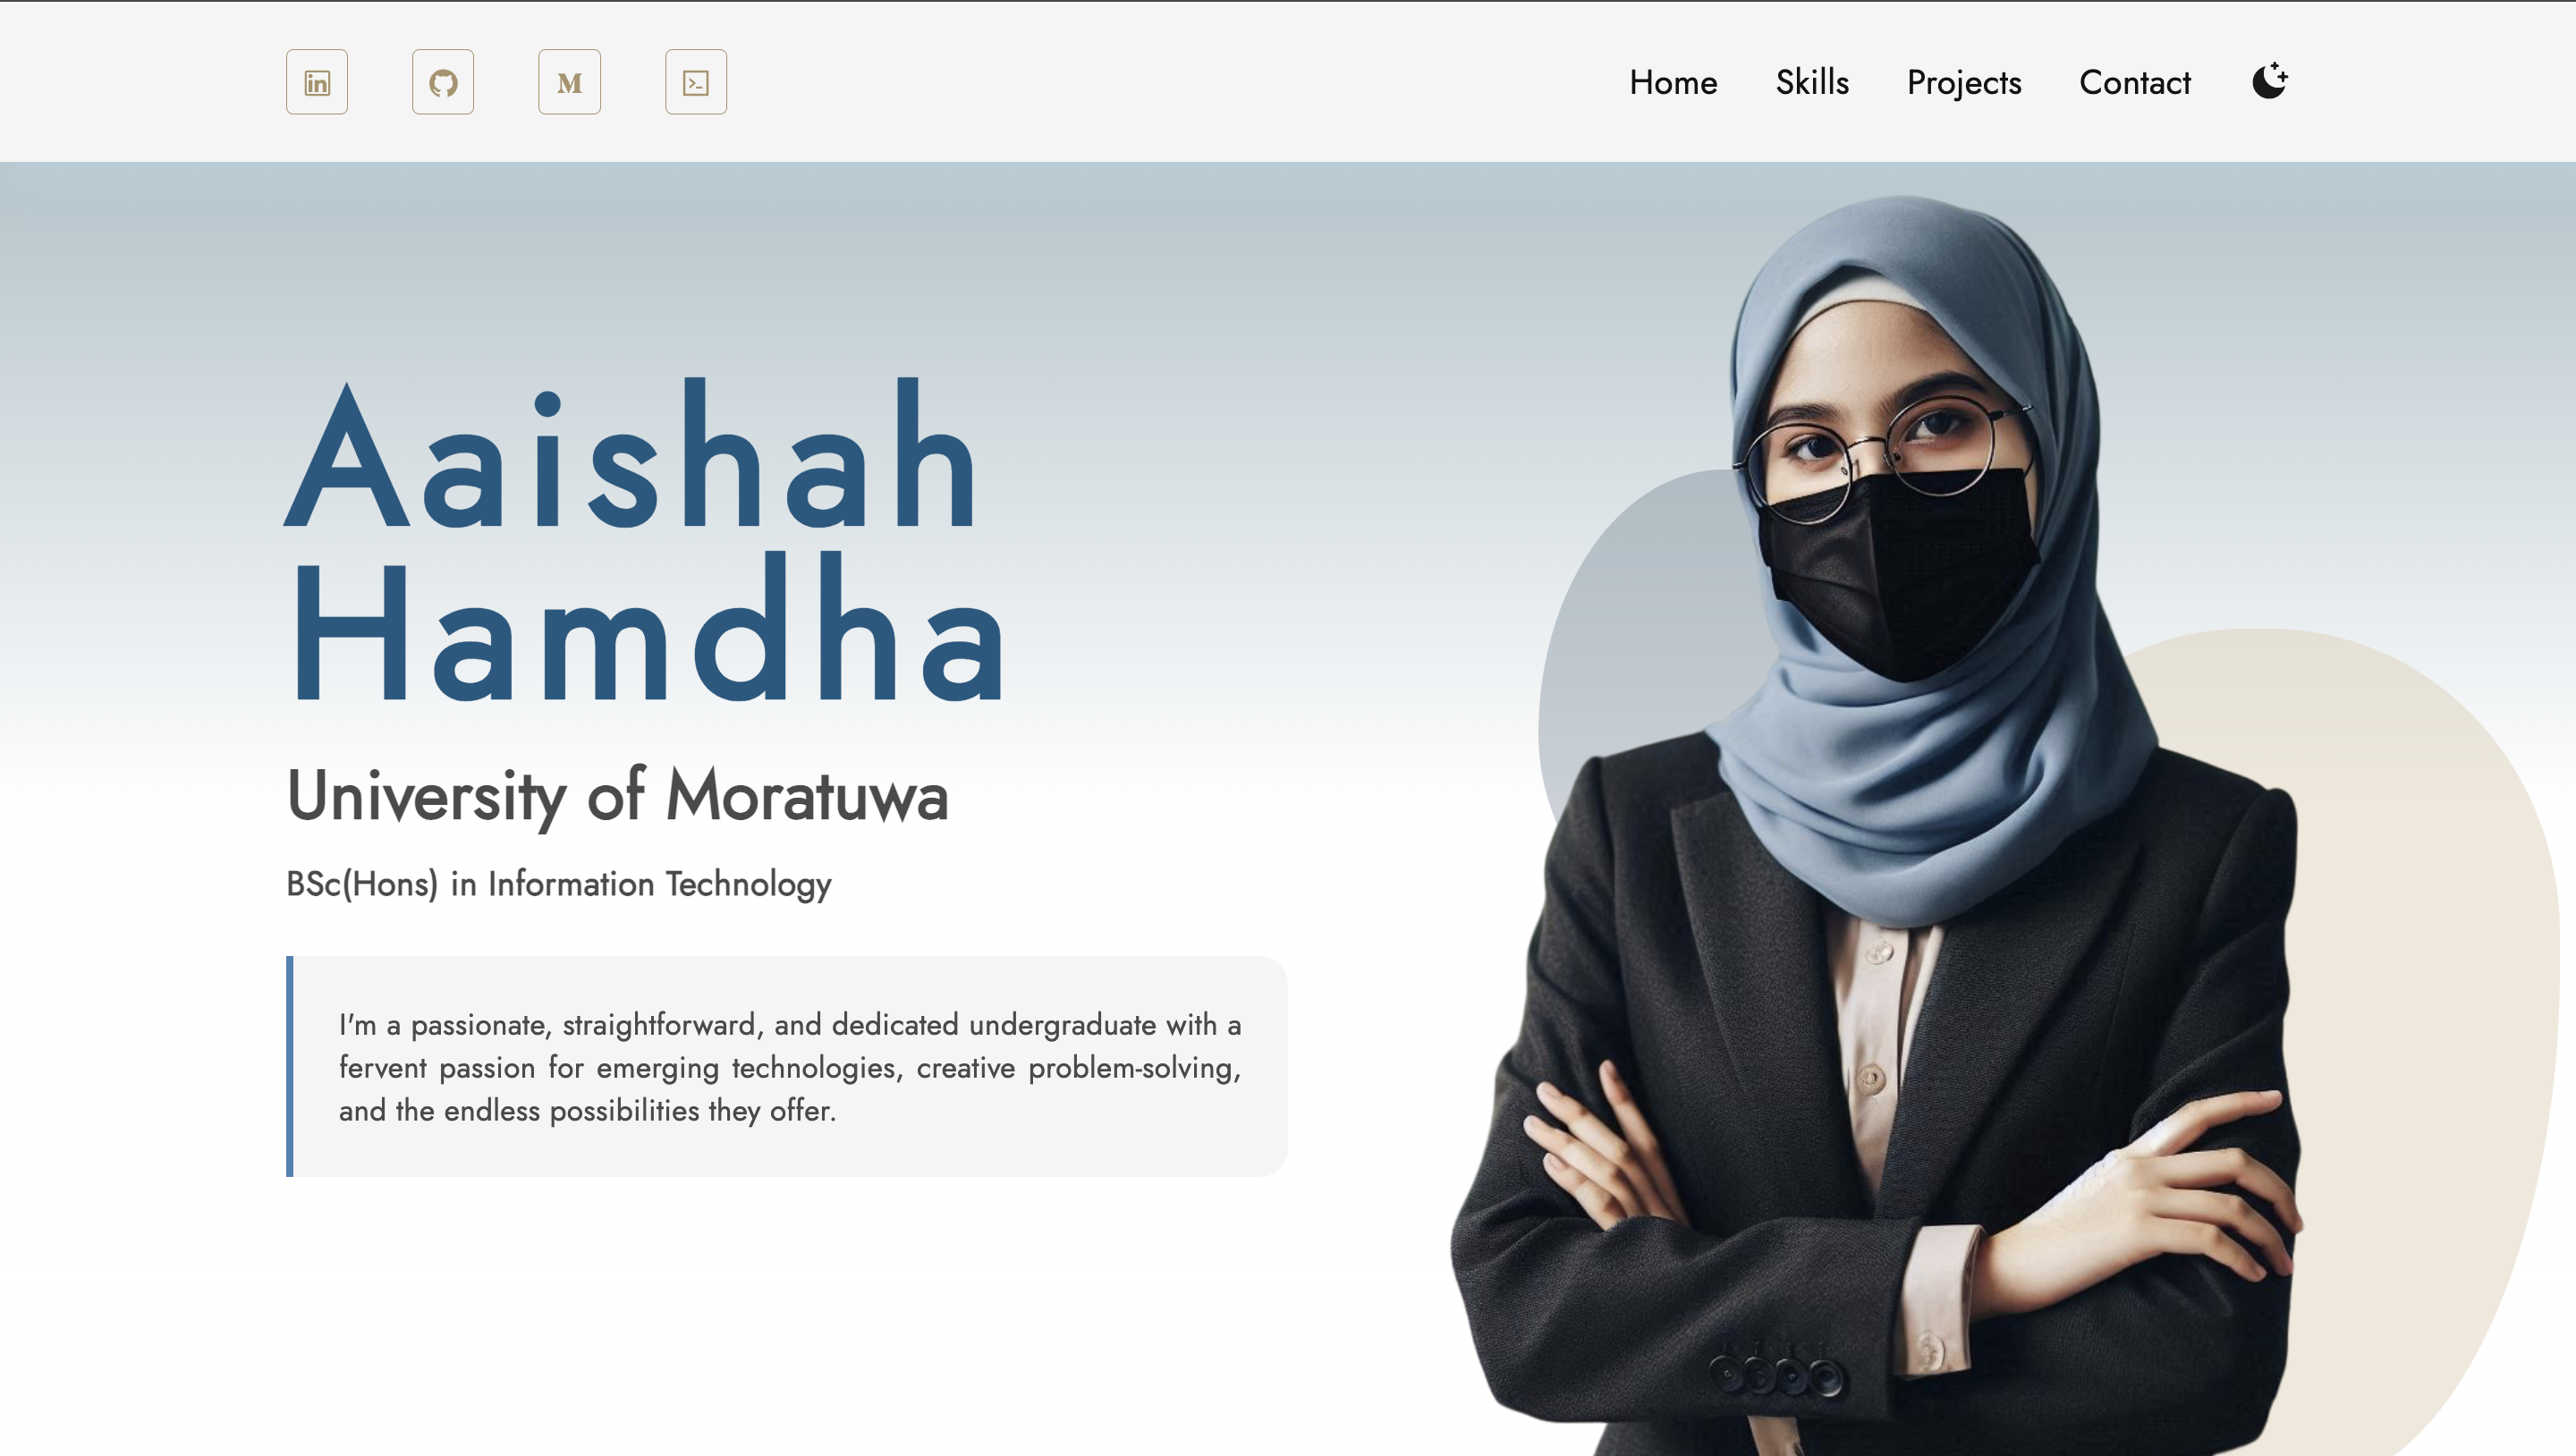 in
M
Home Skills Projects Contact
Aaishah
Hamdha
University of Moratuwa
BSc(Hons) in Information Technology
I'm a passionate, straightforward, and dedicated undergraduate with a
fervent passion for emerging technologies, creative problem-solving,
and the endless possibilities they offer.